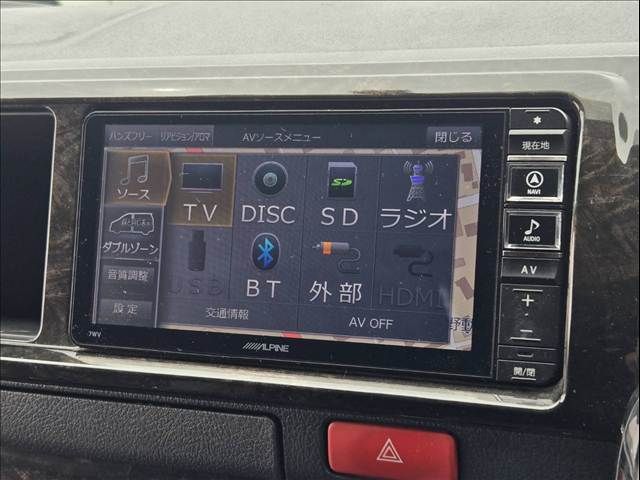 ハンズフリー リアビジョン/アロマ AVソースメニュー 閉じる
ソース TV DISC SD ラジオ
ダブルゾーン USB BT 外部 HDMI
音質調整
設定 交通情報 AV OFF
野動
7WV
ALPINE
現在地
NAVI
AUDIO
AV
+
−
開/閉